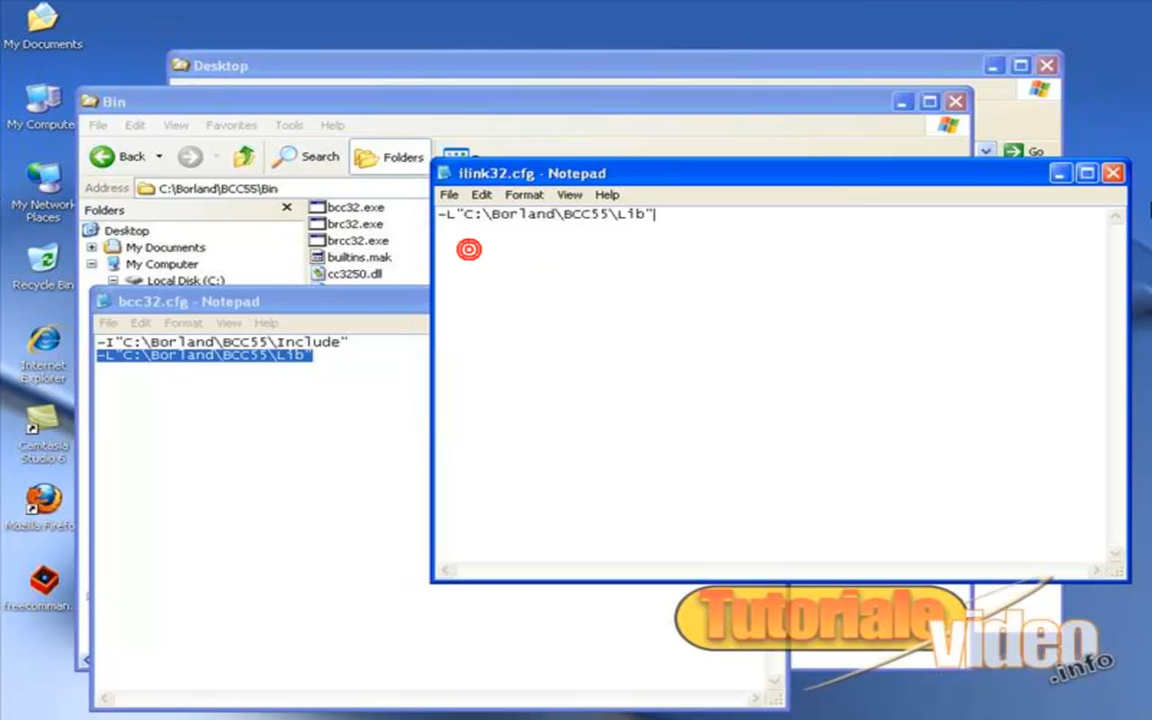 My Documents
My Compute
My Network
Places
Recycle Bin
Internet
Explorer
Camtasia
Studio 6
Mozilla Firefo
freecomman
Desktop
Bin
File Edit View Favorites Tools Help
Back Search Folders
Go
Address C:\Borland\BCC55\Bin
Folders
Desktop
My Documents
My Computer
Local Disk (C:)
bcc32.exe
brc32.exe
brcc32.exe
builtins.mak
cc3250.dll
ilink32.cfg - Notepad
File Edit Format View Help
-L"C:\Borland\BCC55\Lib"
bcc32.cfg - Notepad
File Edit Format View Help
-I"C:\Borland\BCC55\Include"
-L"C:\Borland\BCC55\Lib"
Tutoriale
Video
.info